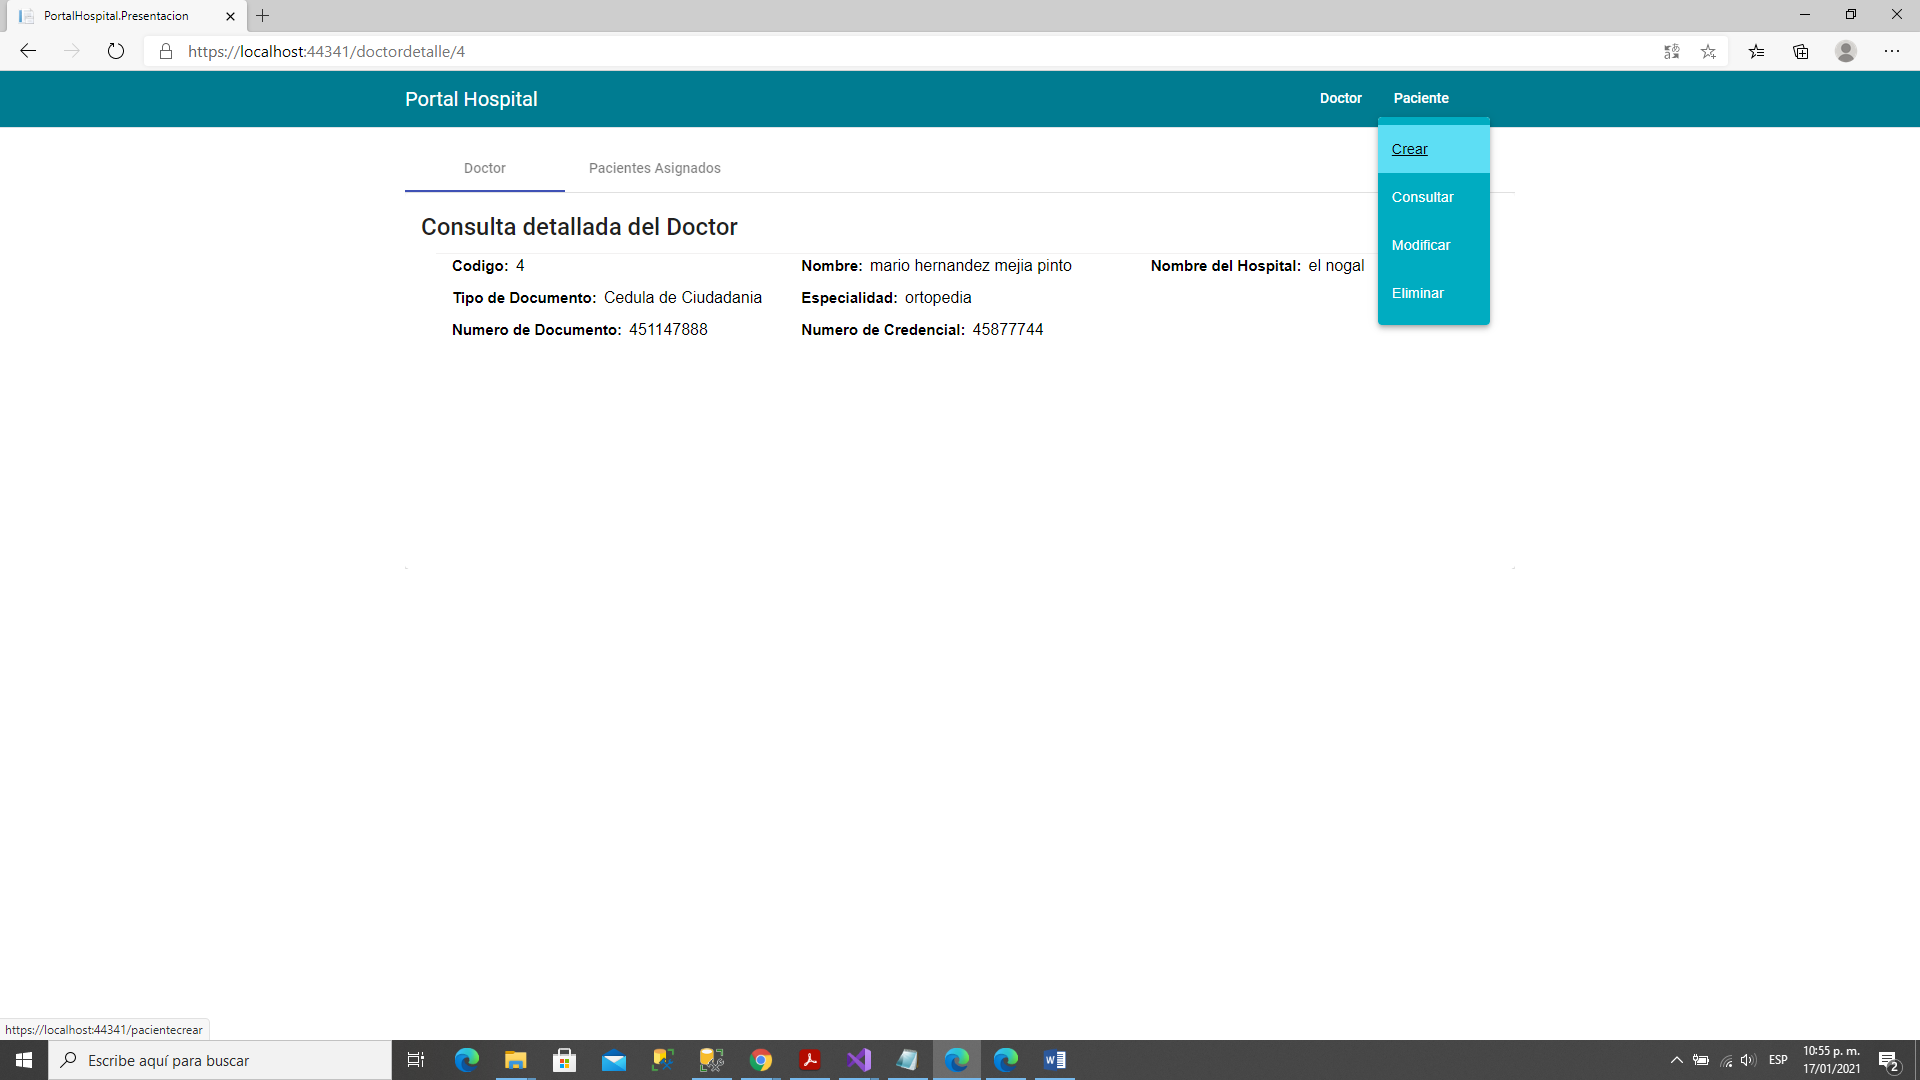 PortalHospital.Presentacion
https://localhost:44341/doctordetalle/4
Portal Hospital
Doctor
Paciente
Crear
Consultar
Modificar
Eliminar
Doctor
Pacientes Asignados
Consulta detallada del Doctor
Codigo: 4
Nombre: mario hernandez mejia pinto
Nombre del Hospital: el nogal
Tipo de Documento: Cedula de Ciudadania
Especialidad: ortopedia
Numero de Documento: 451147888
Numero de Credencial: 45877744
https://localhost:44341/pacientecrear
Escribe aquí para buscar
ESP
10:55 p. m.
17/01/2021
2